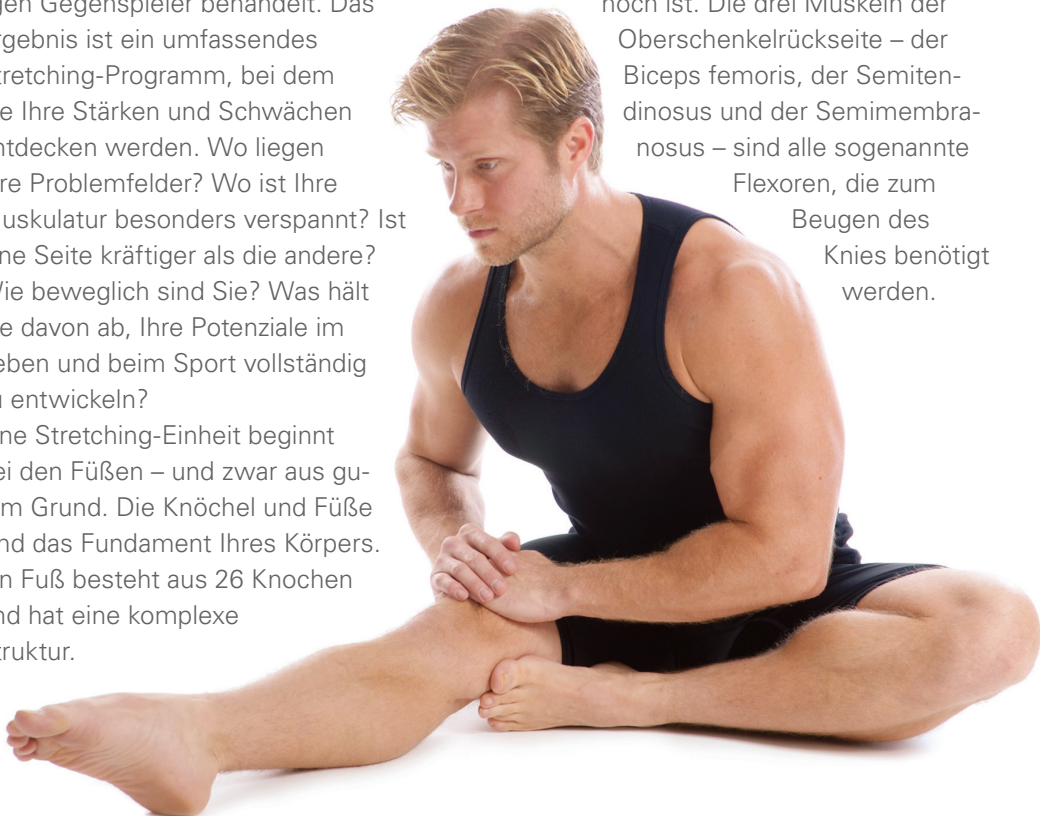 gen Gegenspieler behandelt. Das
rgebnis ist ein umfassendes
tretching-Programm, bei dem
e Ihre Stärken und Schwächen
ntdecken werden. Wo liegen
re Problemfelder? Wo ist Ihre
uskulatur besonders verspannt? Ist
ne Seite kräftiger als die andere?
Wie beweglich sind Sie? Was hält
e davon ab, Ihre Potenziale im
eben und beim Sport vollständig
u entwickeln?
ne Stretching-Einheit beginnt
ei den Füßen – und zwar aus gu-
m Grund. Die Knöchel und Füße
nd das Fundament Ihres Körpers.
n Fuß besteht aus 26 Knochen
nd hat eine komplexe
truktur.
hoch ist. Die drei Muskeln der
Oberschenkelrückseite – der
Biceps femoris, der Semiten-
dinosus und der Semimembra-
nosus – sind alle sogenannte
Flexoren, die zum
Beugen des
Knies benötigt
werden.